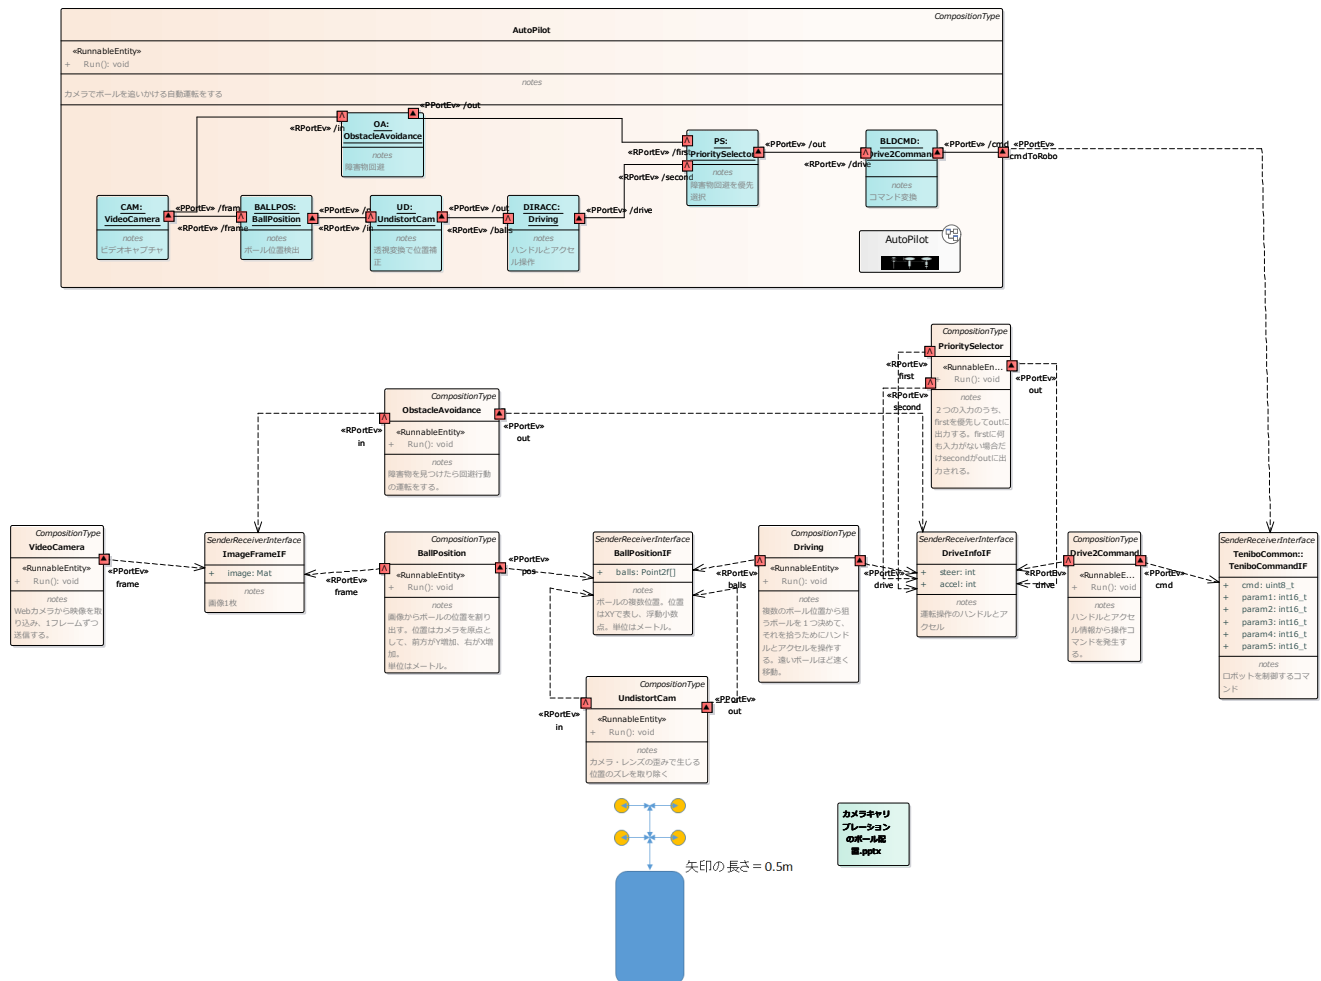 CompositionType
AutoPilot
«RunnableEntity»
+ Run(): void
notes
カメラでボールを追いかける自動運転をする
«PPortEv» /out
«RPortEv» /in
OA:
ObstacleAvoidance
notes
障害物回避
«RPortEv» /first
«RPortEv» /second
PS:
PrioritySelector
notes
障害物回避を優先
選択
«PPortEv» /out
«RPortEv» /drive
BLDCMD:
Drive2Command
notes
コマンド変換
«PPortEv» /cmd
«PPortEv»
cmdToRobo
CAM:
VideoCamera
notes
ビデオキャプチャ
«PPortEv» /frame
«RPortEv» /frame
BALLPOS:
BallPosition
notes
ボール位置検出
«RPortEv» /in
UD:
UndistortCam
notes
透視変換で位置補
正
«PPortEv» /out
«RPortEv» /balls
DIRACC:
Driving
notes
ハンドルとアクセ
ル操作
«PPortEv» /drive
AutoPilot
CompositionType
PrioritySelector
«RunnableEn...
+ Run(): void
notes
２つの入力のうち、
firstを優先してoutに
出力する。firstに何
も入力がない場合だ
けsecondがoutに出
力される。
«RPortEv»
first
«RPortEv»
second
«PPortEv»
out
CompositionType
ObstacleAvoidance
«RunnableEntity»
+ Run(): void
notes
障害物を見つけたら回避行動
の運転をする。
«RPortEv»
in
«PPortEv»
out
CompositionType
VideoCamera
«RunnableEntity»
+ Run(): void
notes
Webカメラから映像を取
り込み、1フレームずつ
送信する。
«PPortEv»
frame
SenderReceiverInterface
ImageFrameIF
+ image: Mat
notes
画像1枚
«RPortEv»
frame
CompositionType
BallPosition
«RunnableEntity»
+ Run(): void
notes
画像からボールの位置を割り
出す。位置はカメラを原点と
して、前方がY増加、右がX増
加。
単位はメートル。
«PPortEv»
pos
SenderReceiverInterface
BallPositionIF
+ balls: Point2f[]
notes
ボールの複数位置。位置
はXYで表し、浮動小数
点。単位はメートル。
«RPortEv»
balls
CompositionType
Driving
«RunnableEntity»
+ Run(): void
notes
複数のボール位置から狙
うボールを１つ決めて、
それを拾うためにハンド
ルとアクセルを操作す
る。遠いボールほど速く
移動。
«PPortEv»
drive
SenderReceiverInterface
DriveInfoIF
+ steer: int
+ accel: int
notes
運転操作のハンドルとア
クセル
«RPortEv»
drive
CompositionType
Drive2Command
«RunnableE...
+ Run(): void
notes
ハンドルとアクセ
ル情報から操作コ
マンドを発生す
る。
«PPortEv»
cmd
SenderReceiverInterface
TeniboCommon::
TeniboCommandIF
+ cmd: uint8_t
+ param1: int16_t
+ param2: int16_t
+ param3: int16_t
+ param4: int16_t
+ param5: int16_t
notes
ロボットを制御するコマ
ンド
CompositionType
UndistortCam
«RunnableEntity»
+ Run(): void
notes
カメラ・レンズの歪みで生じる
位置のズレを取り除く
«RPortEv»
in
«PPortEv»
out
矢印の長さ＝0.5m
カメラキャリ
ブレーション
のボール配
置.pptx